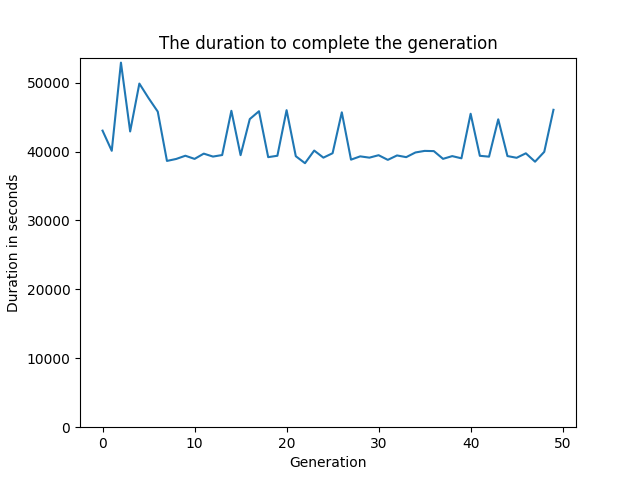 The duration to complete the generation
50000
40000
30000
20000
10000
0
Duration in seconds
0 10 20 30 40 50
Generation